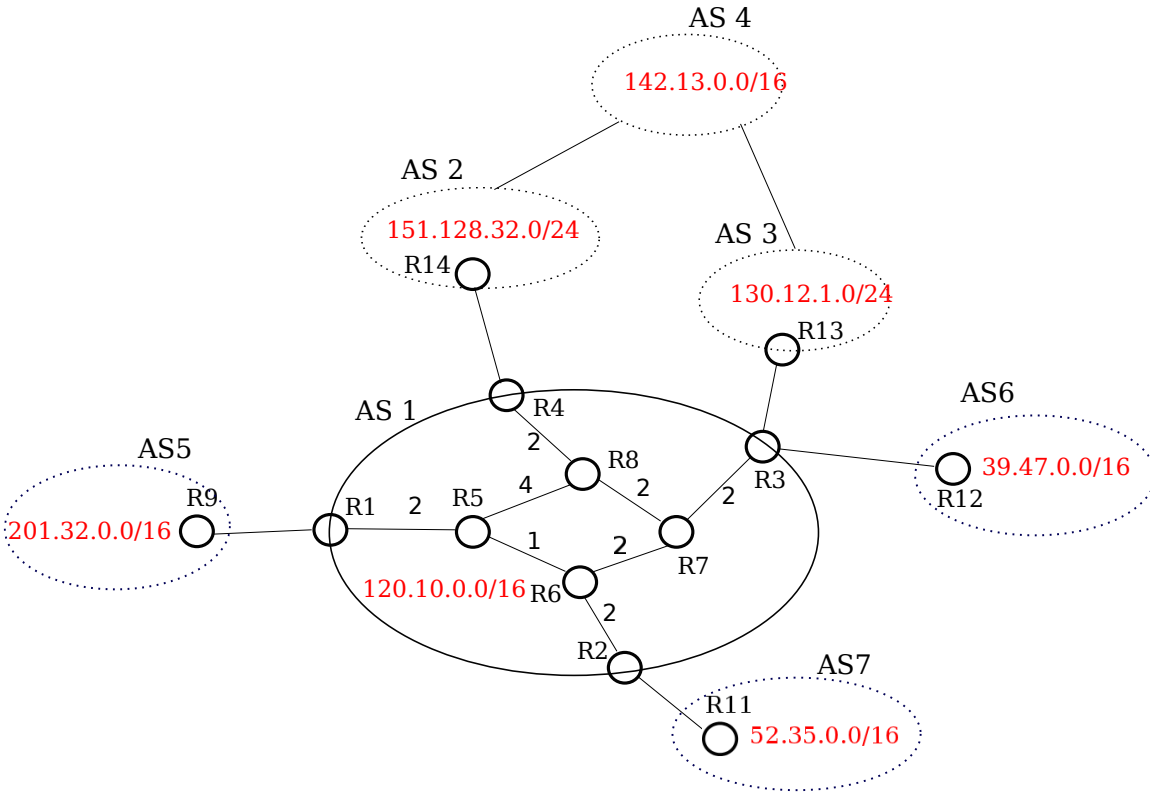 AS 4
142.13.0.0/16
AS 2
151.128.32.0/24
R14
AS 3
130.12.1.0/24
R13
AS 1
R4
2
AS6
39.47.0.0/16
R12
R3
AS5
R9
201.32.0.0/16
R1
2
R5
4
R8
2
2
1
2
R7
120.10.0.0/16
R6
2
R2
AS7
R11
52.35.0.0/16